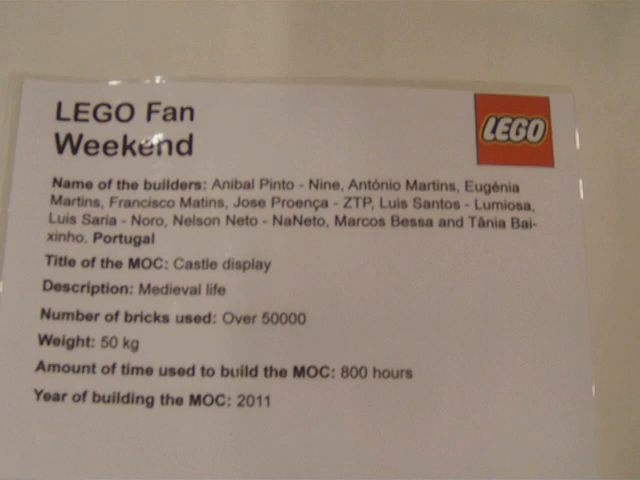 LEGO Fan
Weekend
LEGO
Name of the builders: Anibal Pinto - Nine, António Martins, Eugénia
Martins, Francisco Matins, Jose Proença - ZTP, Luis Santos - Lumiosa,
Luis Saria - Noro, Nelson Neto - NaNeto, Marcos Bessa and Tânia Bai-
xinho. Portugal
Title of the MOC: Castle display
Description: Medieval life
Number of bricks used: Over 50000
Weight: 50 kg
Amount of time used to build the MOC: 800 hours
Year of building the MOC: 2011